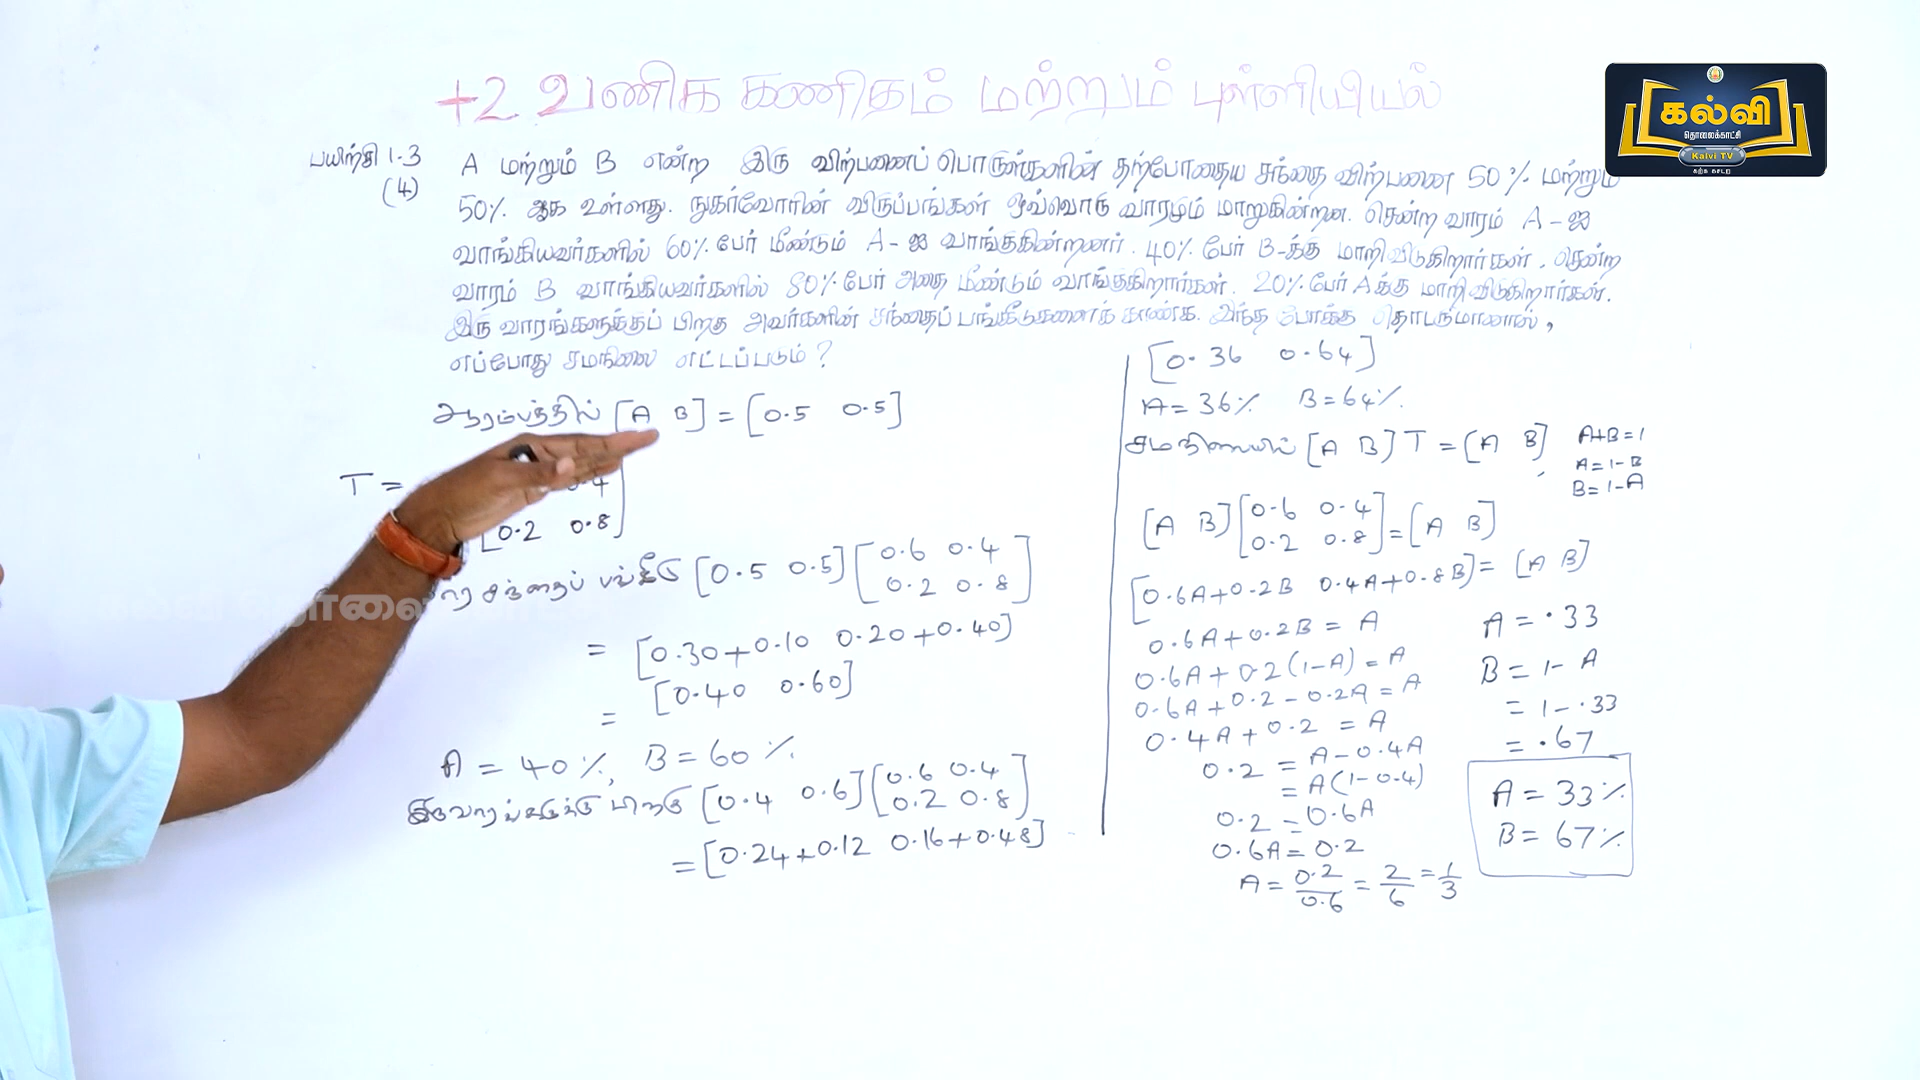 +2 வணிக கணிதம் மற்றும் புள்ளியியல்
கல்வி
தொலைக்காட்சி
Kalvi TV
கற்க கசடற
பயிற்சி 1.3
(4)
A மற்றும் B என்ற இரு விற்பனைப் பொருள்களின் தற்போதைய சந்தை விற்பனை 50% மற்றும்
50% ஆக உள்ளது. நுகர்வோரின் விருப்பங்கள் ஒவ்வொரு வாரமும் மாறுகின்றன. சென்ற வாரம் A-ஐ
வாங்கியவர்களில் 60% பேர் மீண்டும் A-ஐ வாங்குகின்றனர். 40% பேர் B-க்கு மாறிவிடுகிறார்கள். சென்ற
வாரம் B வாங்கியவர்களில் 80% பேர் அதை மீண்டும் வாங்குகிறார்கள். 20% பேர் Aக்கு மாறிவிடுகிறார்கள்.
இரு வாரங்களுக்குப் பிறகு அவர்களின் சந்தைப் பங்கீடுகளைக் காண்க. இந்த போக்கு தொடருமானால்,
எப்போது சமநிலை எட்டப்படும்?
ஆரம்பத்தில் [A B] = [0.5 0.5]
T = 0.4
[0.2 0.8]
சந்தைப் பங்கீடு [0.5 0.5] [0.6 0.4
0.2 0.8]
= [0.30+0.10 0.20+0.40]
= [0.40 0.60]
A = 40%, B = 60%
இருவாரங்களுக்கு பிறகு [0.4 0.6] [0.6 0.4
0.2 0.8]
= [0.24+0.12 0.16+0.48]
[0.36 0.64]
A = 36% B = 64%.
சமநிலையில் [A B] T = [A B]
A+B=1
A=1-B
B=1-A
[A B] [0.6 0.4
0.2 0.8] = [A B]
[0.6A+0.2B 0.4A+0.8B] = [A B]
0.6A+0.2B = A
0.6A+0.2(1-A) = A
0.6A+0.2-0.2A = A
0.4A+0.2 = A
0.2 = A-0.4A
= A(1-0.4)
0.2 = 0.6A
0.6A = 0.2
A = 0.2/0.6 = 2/6 = 1/3
A = .33
B = 1- A
= 1-.33
= .67
A = 33%
B = 67%